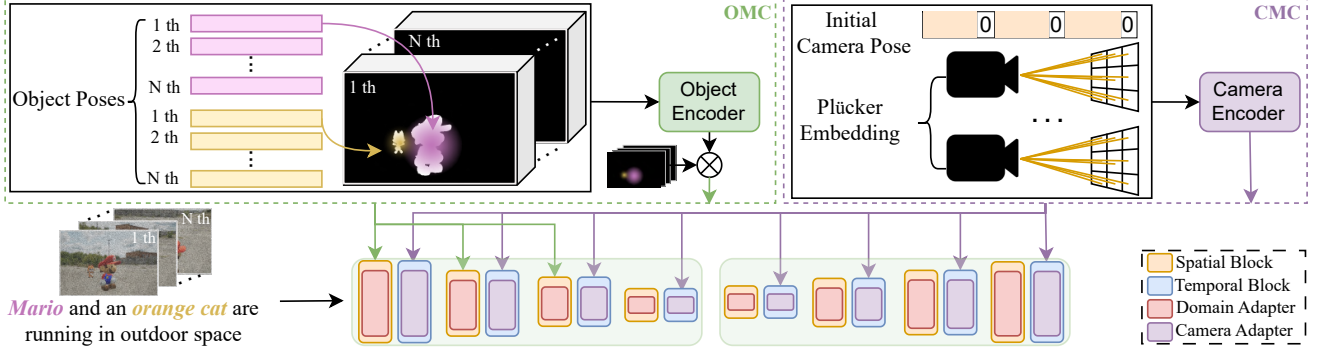 OMC
Object Poses
1 th
2 th
N th
1 th
2 th
N th
N th
1 th
Object
Encoder
CMC
Initial
Camera Pose
0
0
0
Plücker
Embedding
Camera
Encoder
N th
1 th
Mario and an orange cat are
running in outdoor space
Spatial Block
Temporal Block
Domain Adapter
Camera Adapter